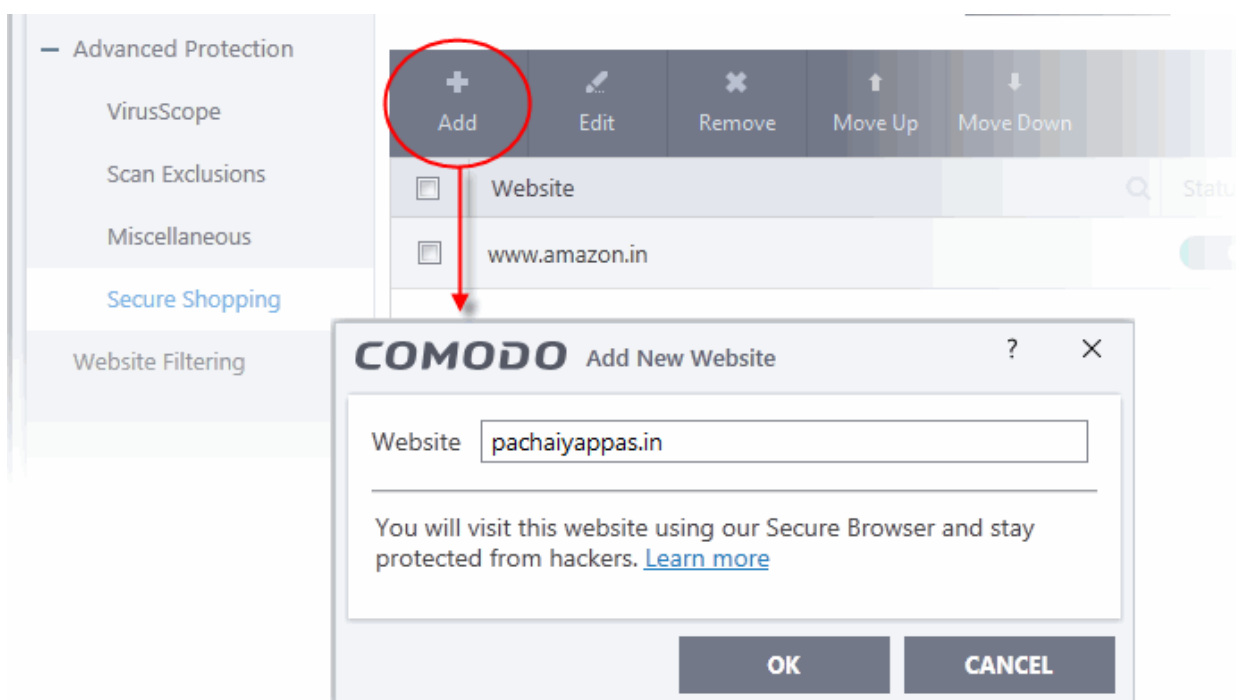 Advanced Protection
VirusScope
Scan Exclusions
Miscellaneous
Secure Shopping
Website Filtering
Add Edit Remove Move Up Move Down
Website Statu
www.amazon.in
COMODO Add New Website ?
Website pachaiyappas.in
You will visit this website using our Secure Browser and stay
protected from hackers. Learn more
OK CANCEL